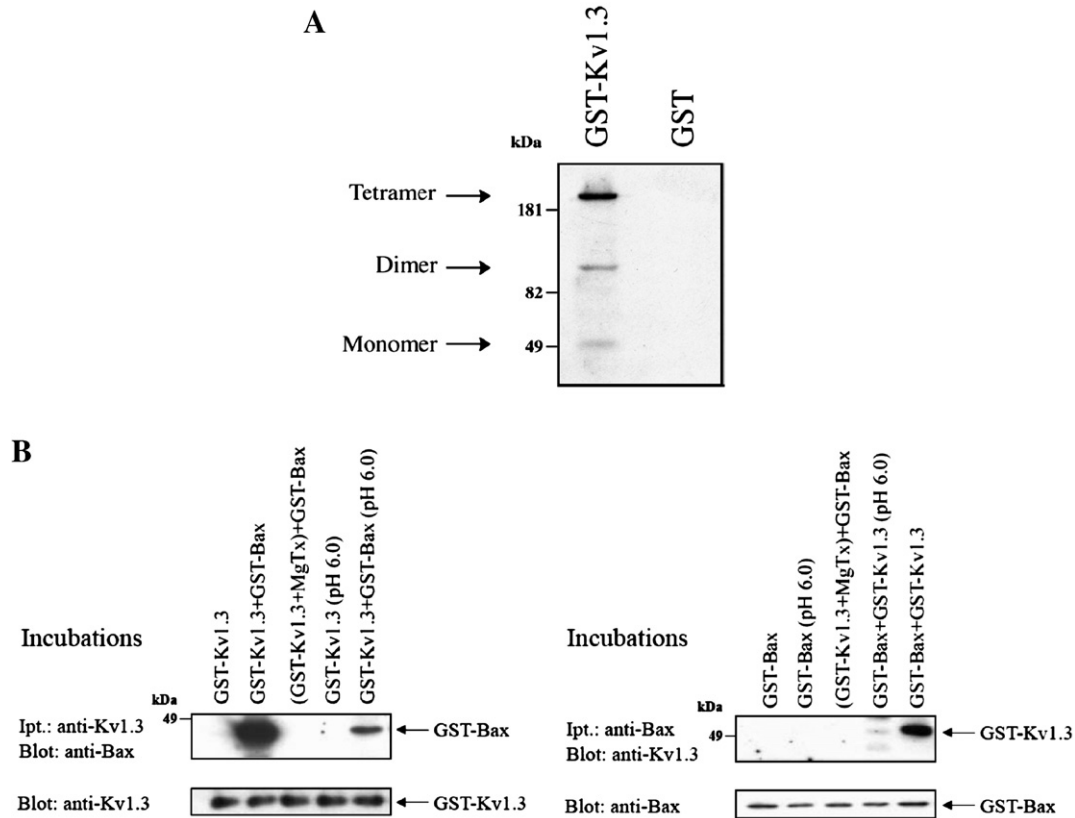 A
GST-Kv1.3
GST
kDa
Tetramer
181
Dimer
82
Monomer
49
B
Incubations
GST-Kv1.3
GST-Kv1.3+GST-Bax
(GST-Kv1.3+MgTx)+GST-Bax
GST-Kv1.3 (pH 6.0)
GST-Kv1.3+GST-Bax (pH 6.0)
kDa
49
Ipt.: anti-Kv1.3
Blot: anti-Bax
GST-Bax
Blot: anti-Kv1.3
GST-Kv1.3
Incubations
GST-Bax
GST-Bax (pH 6.0)
(GST-Kv1.3+MgTx)+GST-Bax
GST-Bax+GST-Kv1.3 (pH 6.0)
GST-Bax+GST-Kv1.3
kDa
49
Ipt.: anti-Bax
Blot: anti-Kv1.3
GST-Kv1.3
Blot: anti-Bax
GST-Bax